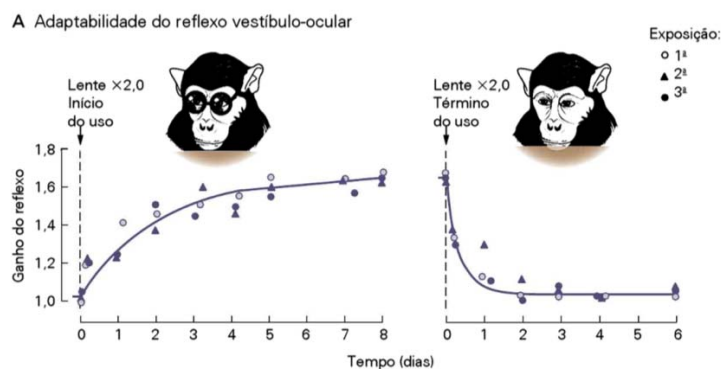 A Adaptabilidade do reflexo vestíbulo-ocular
Exposição:
1ª
2ª
3ª
Lente ×2,0
Início
do uso
Lente ×2,0
Término
do uso
Ganho do reflexo
1,8
1,6
1,4
1,2
1,0
0 1 2 3 4 5 7 8
0 1 2 3 4 6
Tempo (dias)